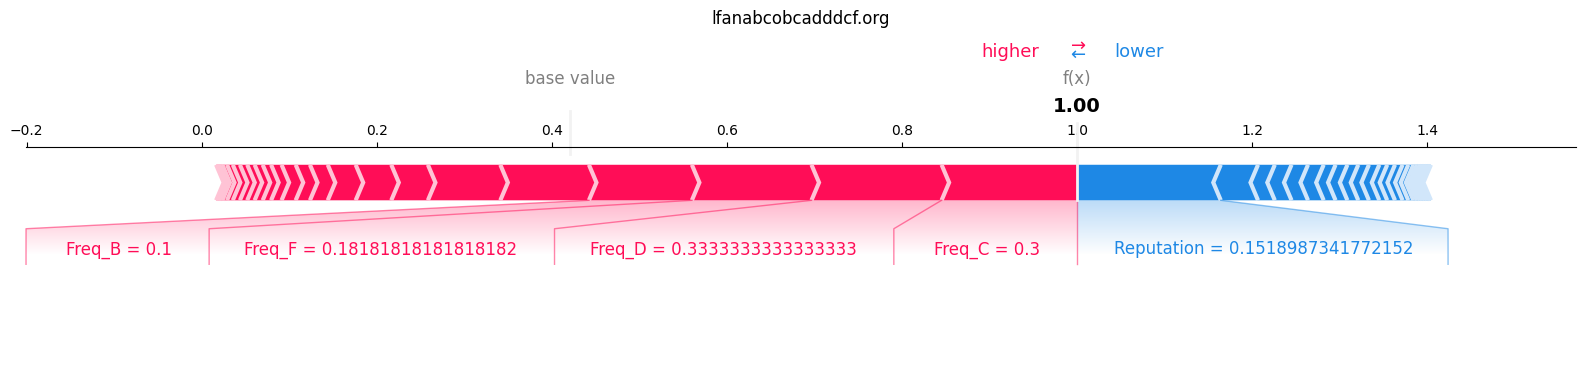 lfanabcobcadddcf.org
higher ⇄ lower
base value f(x)
1.00
−0.2 0.0 0.2 0.4 0.6 0.8 1.0 1.2 1.4
Freq_B = 0.1 Freq_F = 0.18181818181818182 Freq_D = 0.3333333333333333 Freq_C = 0.3 Reputation = 0.1518987341772152